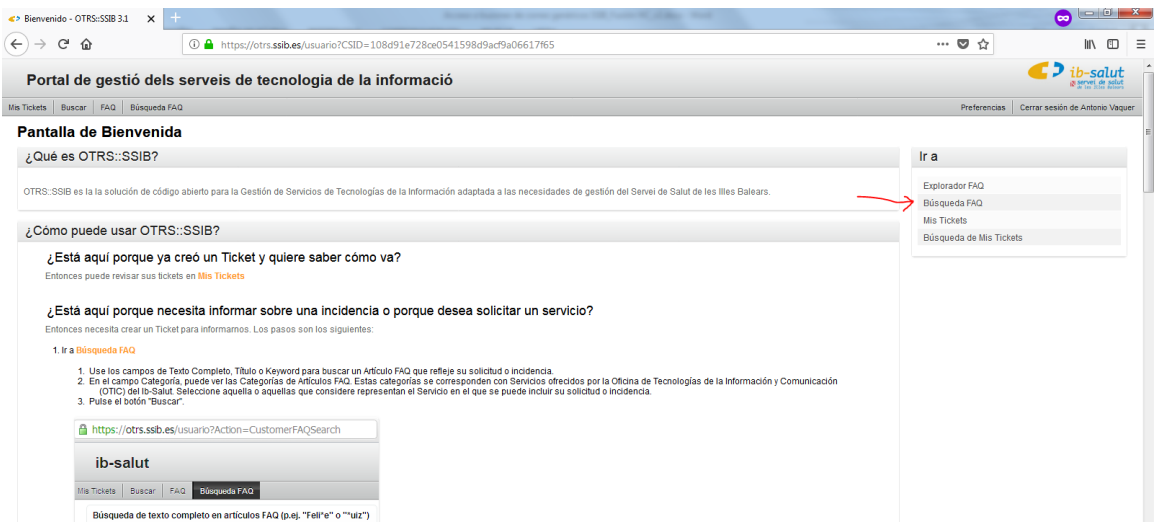 Bienvenido - OTRS::SSIB 3.1
https://otrs.ssib.es/usuario?CSID=108d91e728ce0541598d9acf9a06617f65
Portal de gestió dels serveis de tecnologia de la informació
ib-salut
servei de salut
de les Illes Balears
Mis Tickets Buscar FAQ Búsqueda FAQ Preferencias Cerrar sesión de Antonio Vaquer
Pantalla de Bienvenida
¿Qué es OTRS::SSIB?
OTRS::SSIB es la la solución de código abierto para la Gestión de Servicios de Tecnologías de la Información adaptada a las necesidades de gestión del Servei de Salut de les Illes Balears.
Ir a
Explorador FAQ
Búsqueda FAQ
Mis Tickets
Búsqueda de Mis Tickets
¿Cómo puede usar OTRS::SSIB?
¿Está aquí porque ya creó un Ticket y quiere saber cómo va?
Entonces puede revisar sus tickets en Mis Tickets
¿Está aquí porque necesita informar sobre una incidencia o porque desea solicitar un servicio?
Entonces necesita crear un Ticket para informarnos. Los pasos son los siguientes:
1. Ir a Búsqueda FAQ
1. Use los campos de Texto Completo, Título o Keyword para buscar un Artículo FAQ que refleje su solicitud o incidencia.
2. En el campo Categoría, puede ver las Categorías de Artículos FAQ. Estas categorías se corresponden con Servicios ofrecidos por la Oficina de Tecnologías de la Información y Comunicación
(OTIC) del Ib-Salut. Seleccione aquella o aquellas que considere representan el Servicio en el que se puede incluir su solicitud o incidencia.
3. Pulse el botón "Buscar".
https://otrs.ssib.es/usuario?Action=CustomerFAQSearch
ib-salut
Mis Tickets Buscar FAQ Búsqueda FAQ
Búsqueda de texto completo en artículos FAQ (p.ej. "Feli*e" o "*uiz")